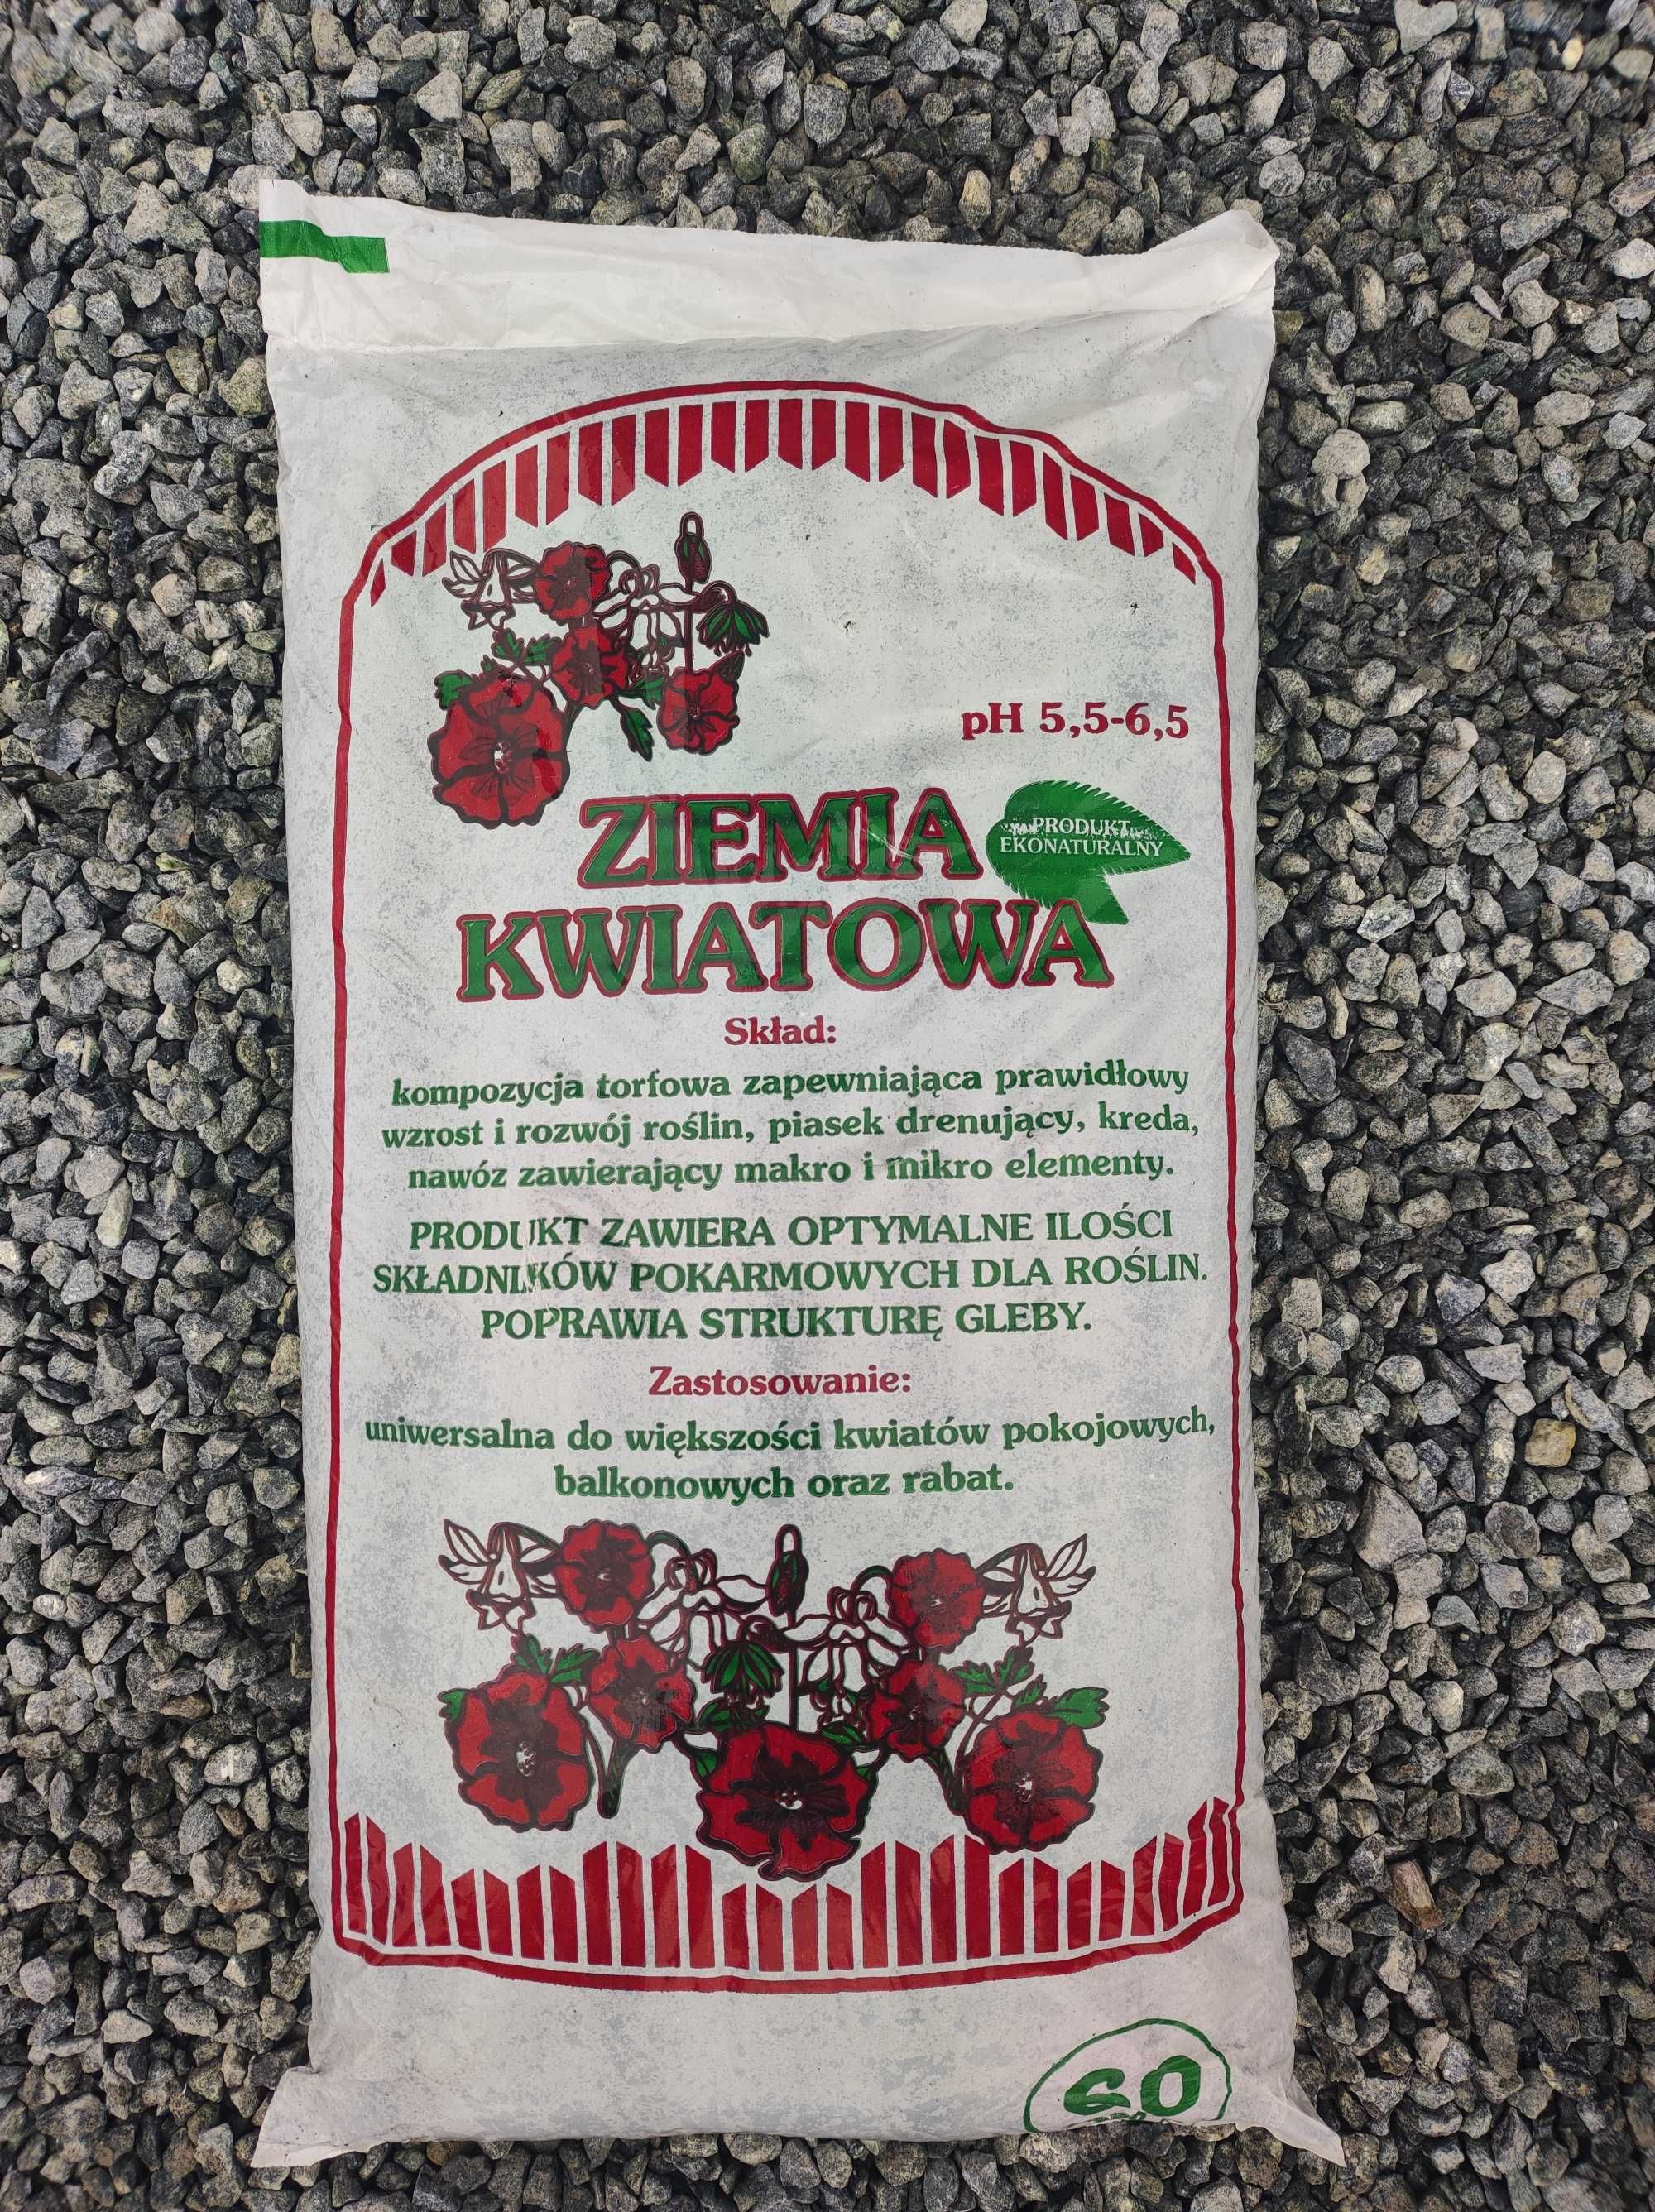 pH 5,5-6,5
ZIEMIA
PRODUKT
EKONATURALNY
KWIATOWA
Skład:
kompozycja torfowa zapewniająca prawidłowy
wzrost i rozwój roślin, piasek drenujący, kreda,
nawóz zawierający makro i mikro elementy.
PRODUKT ZAWIERA OPTYMALNE ILOŚCI
SKŁADNIKÓW POKARMOWYCH DLA ROŚLIN.
POPRAWIA STRUKTURĘ GLEBY.
Zastosowanie:
uniwersalna do większości kwiatów pokojowych,
balkonowych oraz rabat.
60